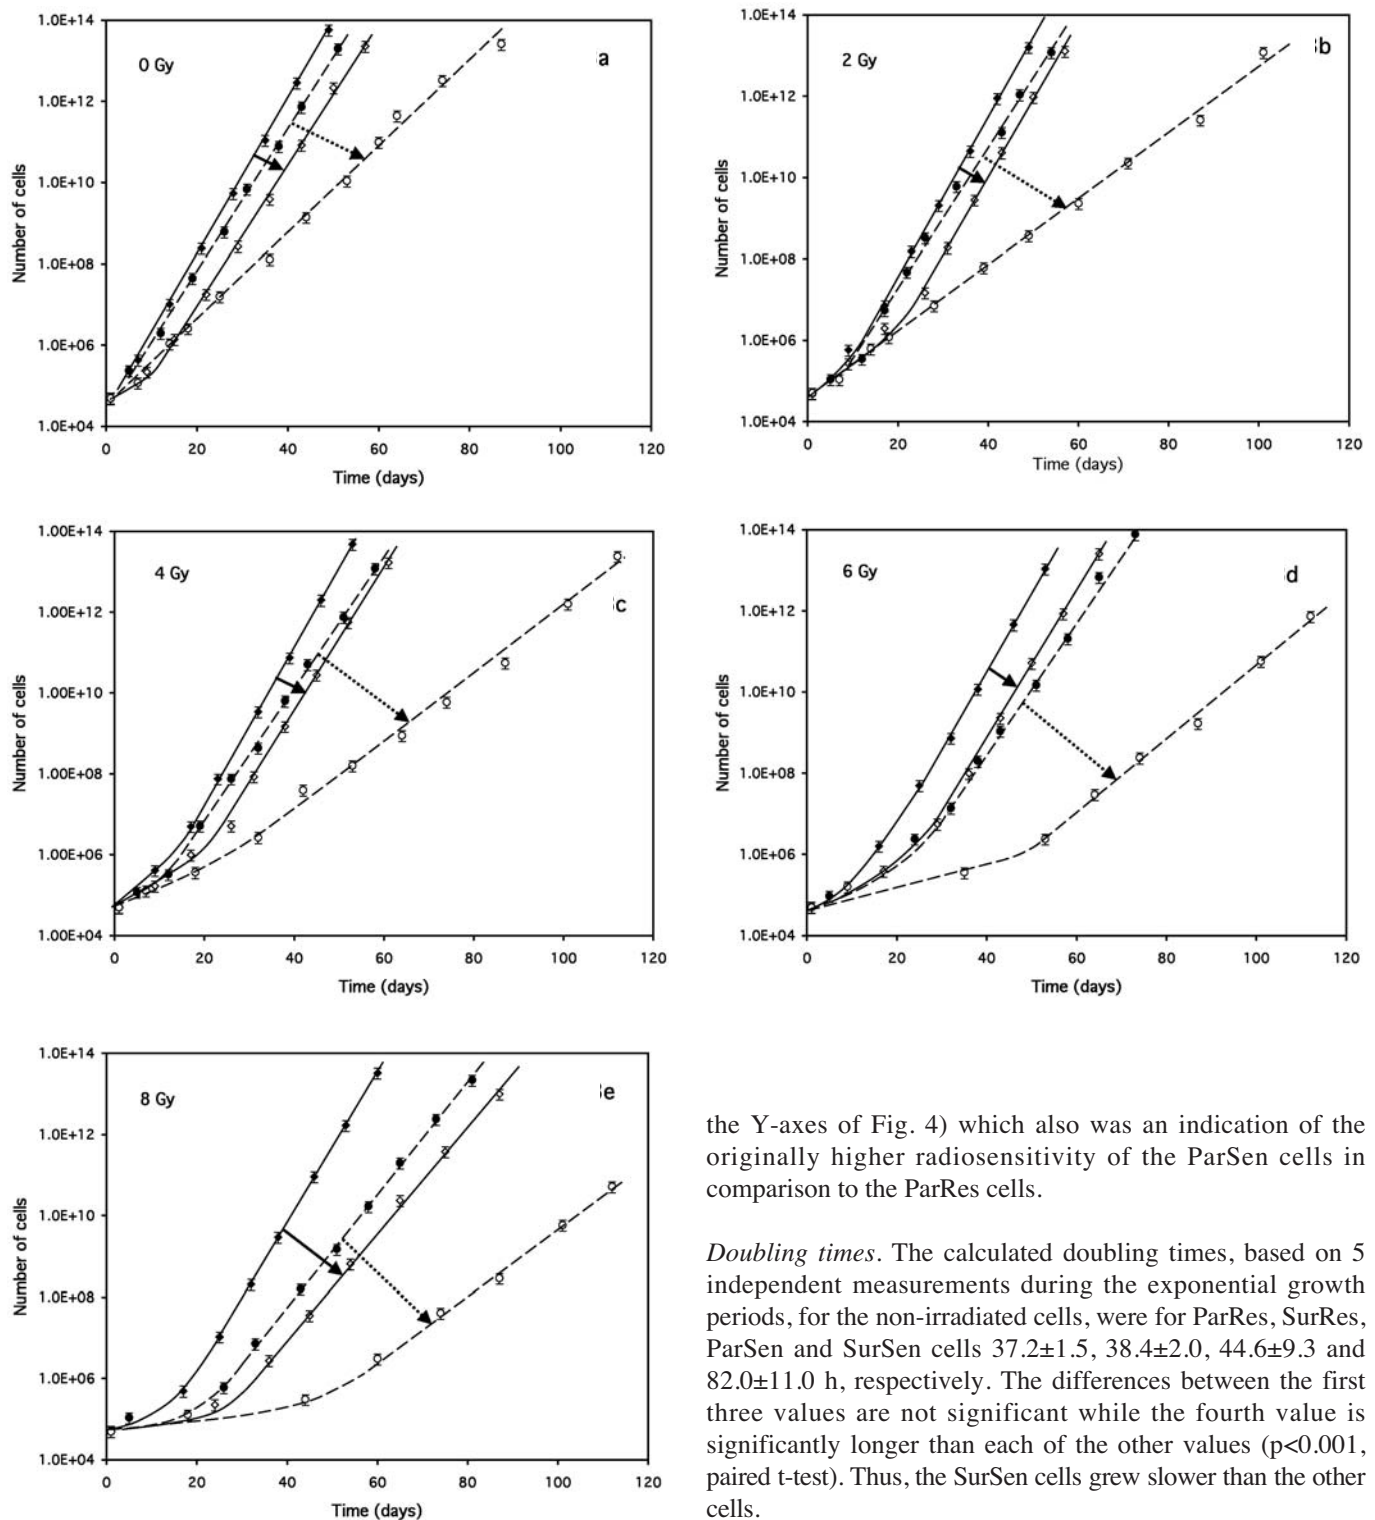 1.0E+14
1.0E+12
1.0E+10
1.0E+08
1.0E+06
1.0E+04
Number of cells
0 Gy
a
0 20 40 60 80 100 120
Time (days)
1.0E+14
1.0E+12
1.0E+10
1.0E+08
1.0E+06
1.0E+04
Number of cells
2 Gy
b
0 20 40 60 80 100 120
Time (days)
1.00E+14
1.00E+12
1.00E+10
1.00E+08
1.00E+06
1.00E+04
Number of cells
4 Gy
c
0 20 40 60 80 100 120
Time (days)
1.0E+14
1.0E+12
1.0E+10
1.0E+08
1.0E+06
1.0E+04
Number of cells
6 Gy
d
0 20 40 60 80 100 120
Time (days)
1.0E+14
1.0E+12
1.0E+10
1.0E+08
1.0E+06
1.0E+04
Number of cells
8 Gy
e
0 20 40 60 80 100 120
Time (days)
the Y-axes of Fig. 4) which also was an indication of the
originally higher radiosensitivity of the ParSen cells in
comparison to the ParRes cells.
Doubling times. The calculated doubling times, based on 5
independent measurements during the exponential growth
periods, for the non-irradiated cells, were for ParRes, SurRes,
ParSen and SurSen cells 37.2±1.5, 38.4±2.0, 44.6±9.3 and
82.0±11.0 h, respectively. The differences between the first
three values are not significant while the fourth value is
significantly longer than each of the other values (p<0.001,
paired t-test). Thus, the SurSen cells grew slower than the other
cells.